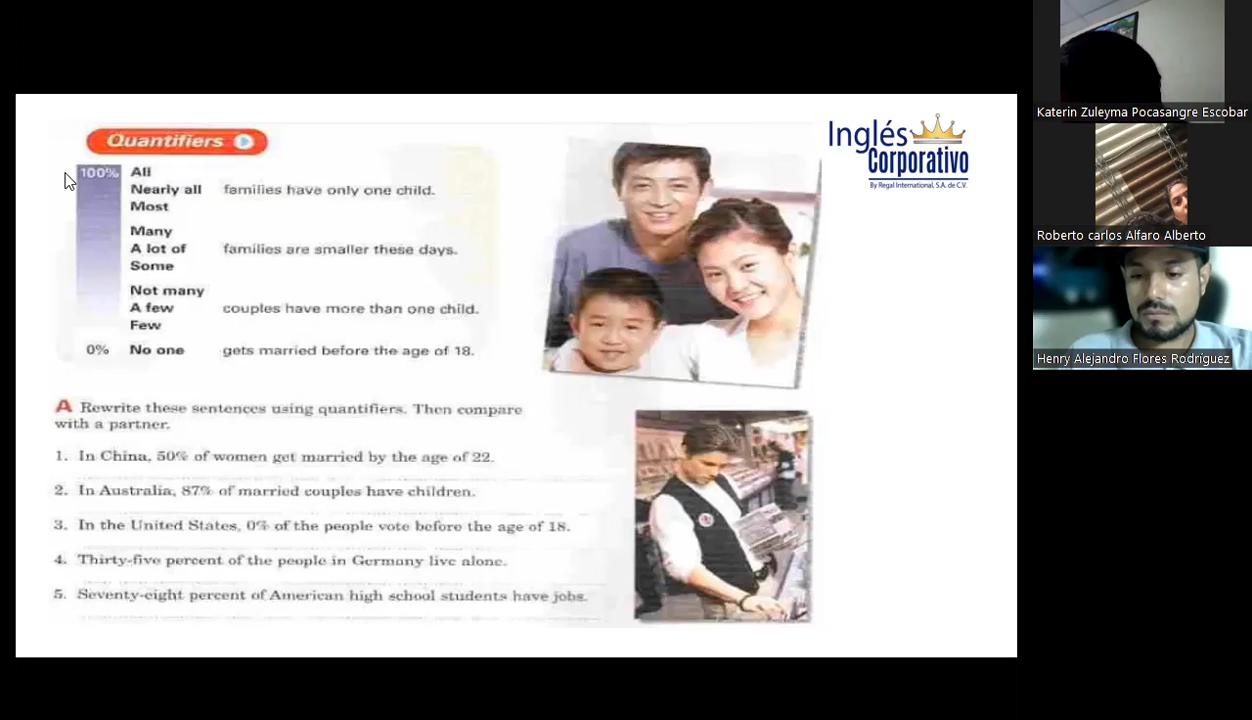 Quantifiers
100% All
Nearly all families have only one child.
Most
Many
A lot of families are smaller these days.
Some
Not many
A few couples have more than one child.
Few
0% No one gets married before the age of 18.
A Rewrite these sentences using quantifiers. Then compare
with a partner.
1. In China, 50% of women get married by the age of 22.
2. In Australia, 87% of married couples have children.
3. In the United States, 0% of the people vote before the age of 18.
4. Thirty-five percent of the people in Germany live alone.
5. Seventy-eight percent of American high school students have jobs.
Inglés
Corporativo
By Regal International, S.A. de C.V.
Katerin Zuleyma Pocasangre Escobar
Roberto carlos Alfaro Alberto
Henry Alejandro Flores Rodríguez